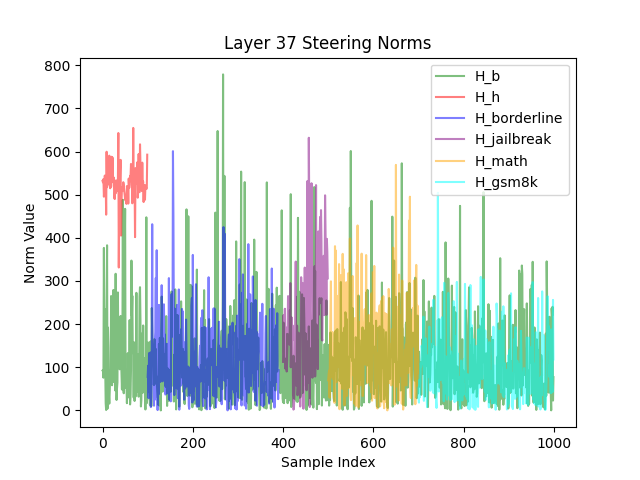 Layer 37 Steering Norms
800
700
600
500
400
300
200
100
0
Norm Value
H_b
H_h
H_borderline
H_jailbreak
H_math
H_gsm8k
0
200
400
600
800
1000
Sample Index